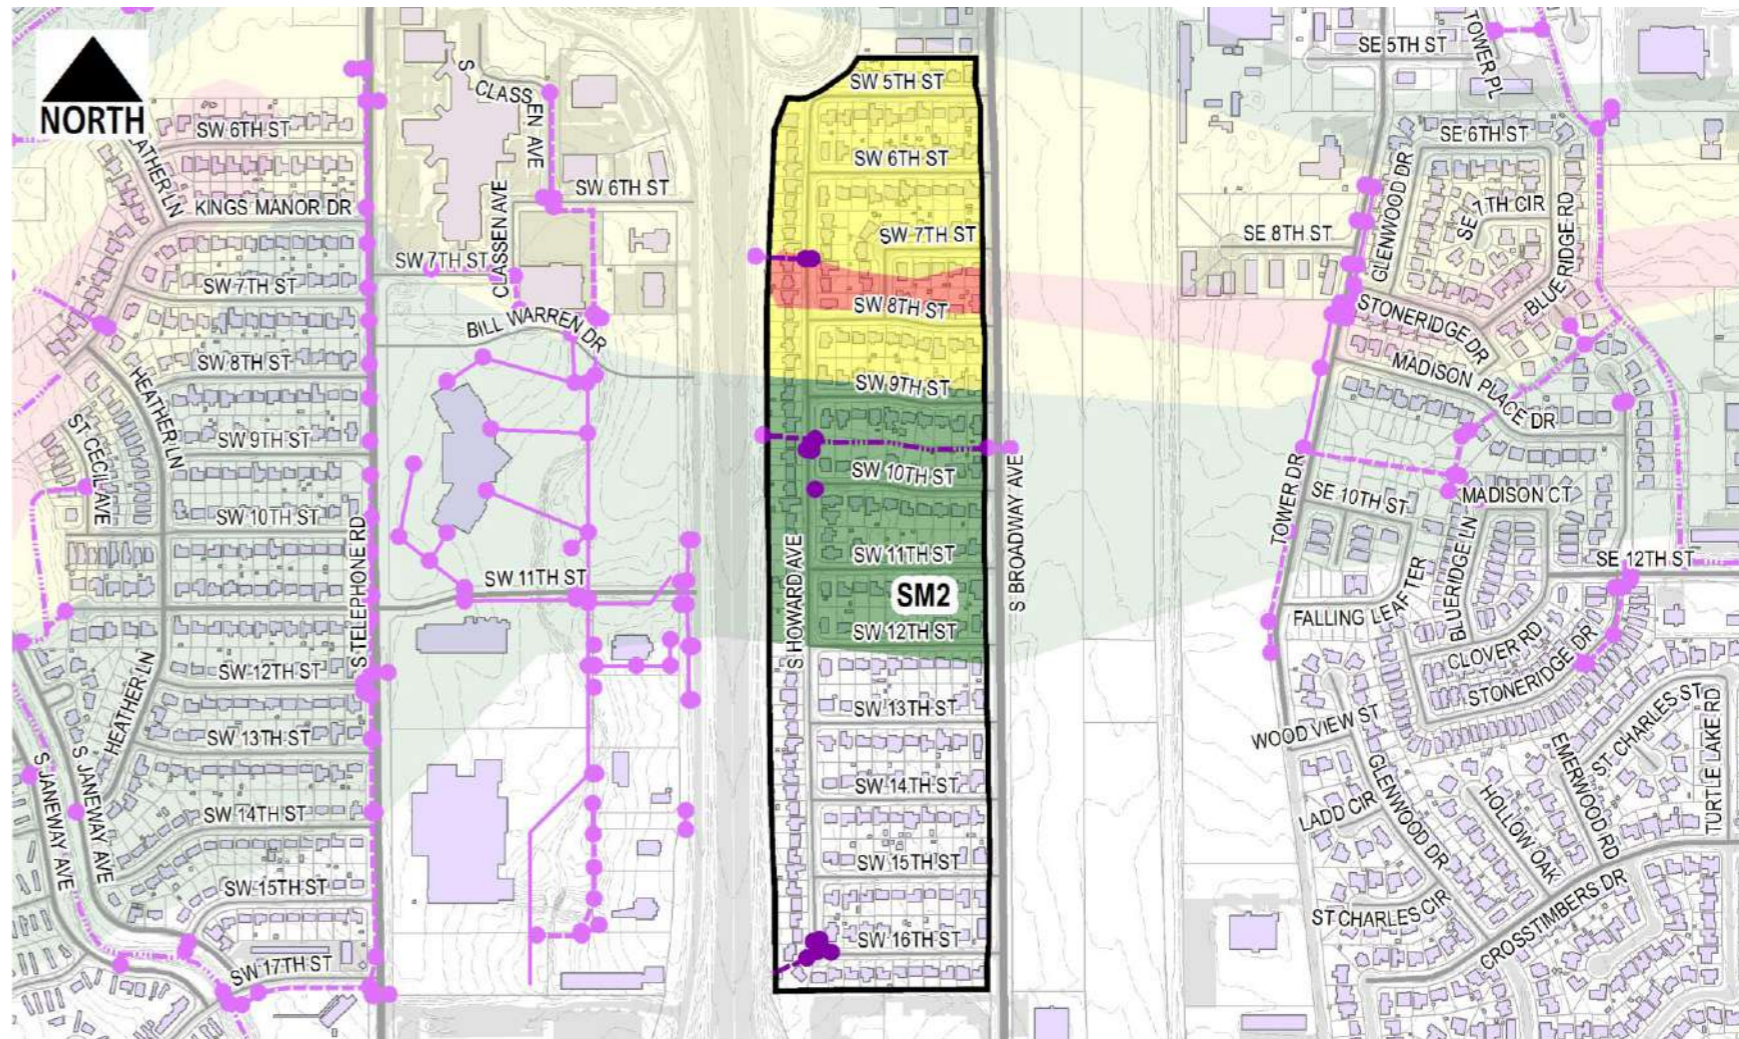 NORTH
SW 6TH ST
HEATHER LN
KINGS MANOR DR
SW 7TH ST
SW 8TH ST
HEATHER LN
ST CECIL AVE
SW 9TH ST
SW 10TH ST
S TELEPHONE RD
SW 12TH ST
HEATHER LN
SW 13TH ST
S JANEWAY AVE
S JANEWAY AVE
SW 14TH ST
SW 15TH ST
SW 17TH ST
S CLASS
EN AVE
CLASSEN AVE
SW 6TH ST
SW 7TH ST
BILL WARREN DR
SW 11TH ST
SW 5TH ST
SW 6TH ST
SW 7TH ST
SW 8TH ST
SW 9TH ST
SW 10TH ST
SW 11TH ST
SM2
SW 12TH ST
S HOWARD AVE
SW 13TH ST
SW 14TH ST
SW 15TH ST
SW 16TH ST
S BROADWAY AVE
SE 5TH ST
TOWER PL
SE 6TH ST
GLENWOOD DR
SE 7TH CIR
SE 8TH ST
BLUERIDGE RD
STONERIDGE DR
MADISON PLACE DR
TOWER DR
SE 10TH ST
MADISON CT
SE 12TH ST
FALLING LEAF TER
BLUERIDGE LN
CLOVER RD
STONERIDGE DR
WOOD VIEW ST
GLENWOOD DR
ST CHARLES ST
EMERWOOD RD
TURTLE LAKE RD
LADD CIR
HOLLOW OAK
ST CHARLES CIR
CROSSTIMBERS DR